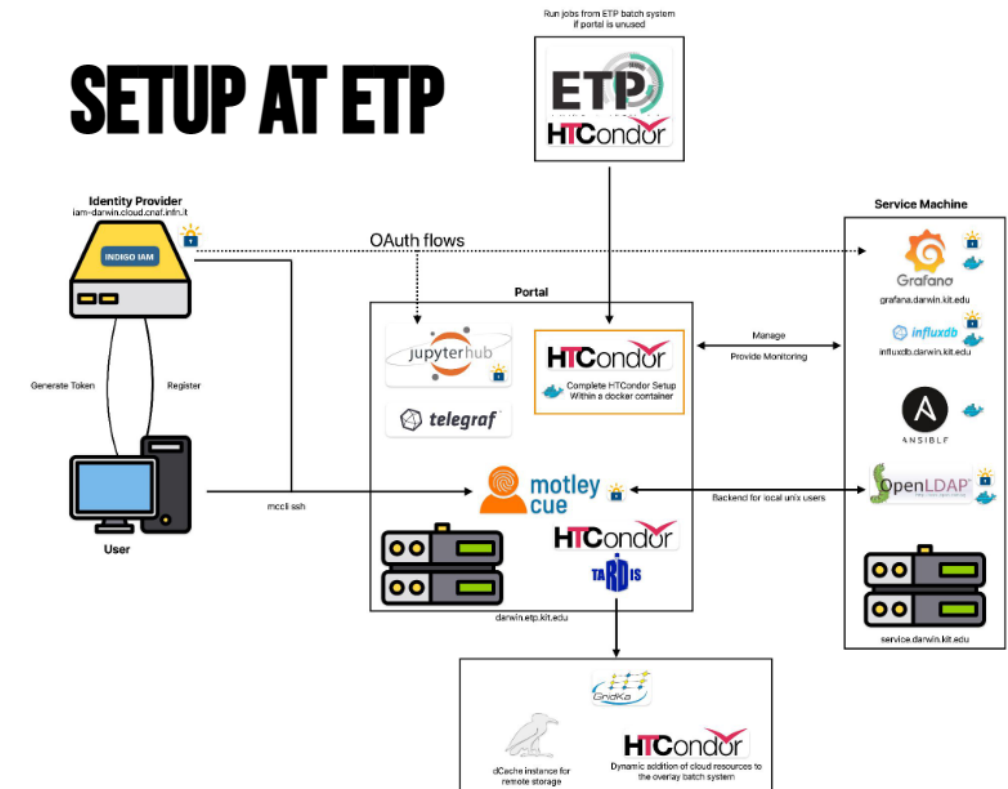 Run jobs from ETP batch system
if portal is unused
SETUP AT ETP
ETP
HTCondor
Identity Provider
iam-darwin.cloud.cnaf.infn.it
INDIGO IAM
OAuth flows
Service Machine
Grafana
grafana.darwin.kit.edu
influxdb
influxdb.darwin.kit.edu
ANSIBLE
OpenLDAP
service.darwin.kit.edu
Portal
jupyterhub
telegraf
HTCondor
Complete HTCondor Setup
Within a docker container
Manage
Provide Monitoring
Generate Token
Register
User
mccli ssh
motley
cue
Backend for local unix users
HTCondor
TARDIS
darwin.etp.kit.edu
GridKa
dCache instance for
remote storage
HTCondor
Dynamic addition of cloud resources to
the overlay batch system